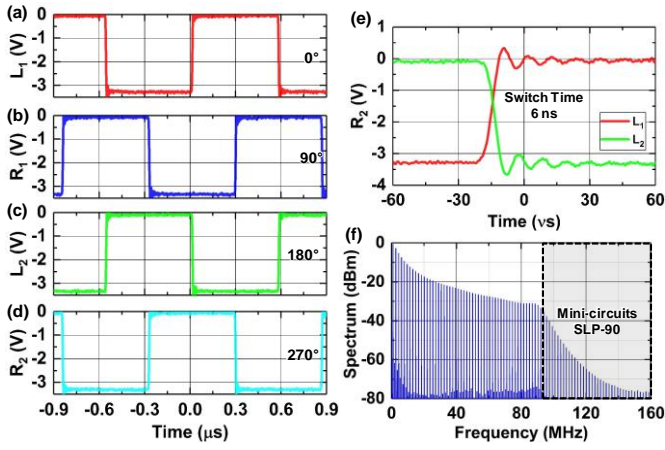 (a)
L1 (V)
0
-1
-2
-3
0°
(b)
R1 (V)
0
-1
-2
-3
90°
(c)
L2 (V)
0
-1
-2
-3
180°
(d)
R2 (V)
0
-1
-2
-3
270°
-0.9 -0.6 -0.3 0.0 0.3 0.6 0.9
Time (μs)
(e)
R2 (V)
1
0
-1
-2
-3
-4
Switch Time
6 ns
L1
L2
-60 -40 -20 0 20 40 60
Time (νs)
(f)
Spectrum (dBm)
0
-20
-40
-60
-80
Mini-circuits
SLP-90
0 40 80 120 160
Frequency (MHz)